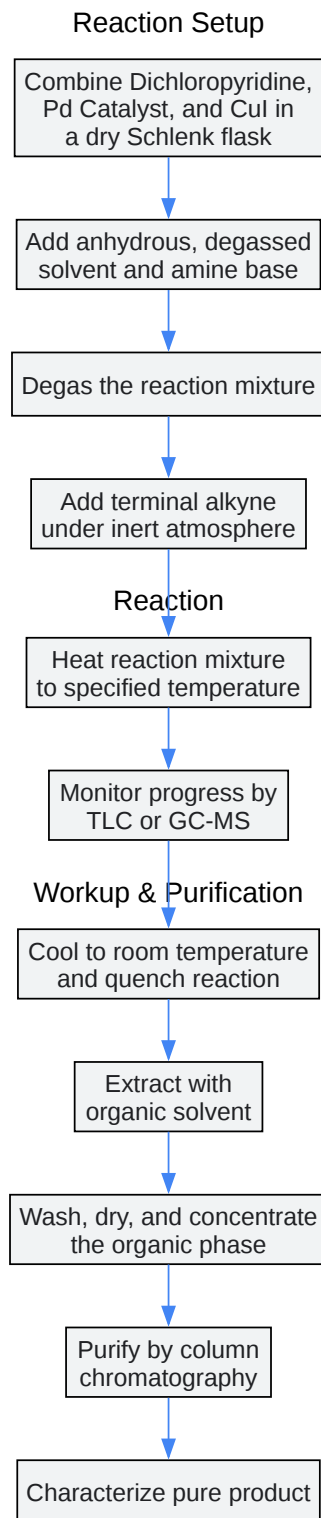 Reaction Setup
Combine Dichloropyridine,
Pd Catalyst, and CuI in
a dry Schlenk flask
Add anhydrous, degassed
solvent and amine base
Degas the reaction mixture
Add terminal alkyne
under inert atmosphere
Reaction
Heat reaction mixture
to specified temperature
Monitor progress by
TLC or GC-MS
Workup & Purification
Cool to room temperature
and quench reaction
Extract with
organic solvent
Wash, dry, and concentrate
the organic phase
Purify by column
chromatography
Characterize pure product